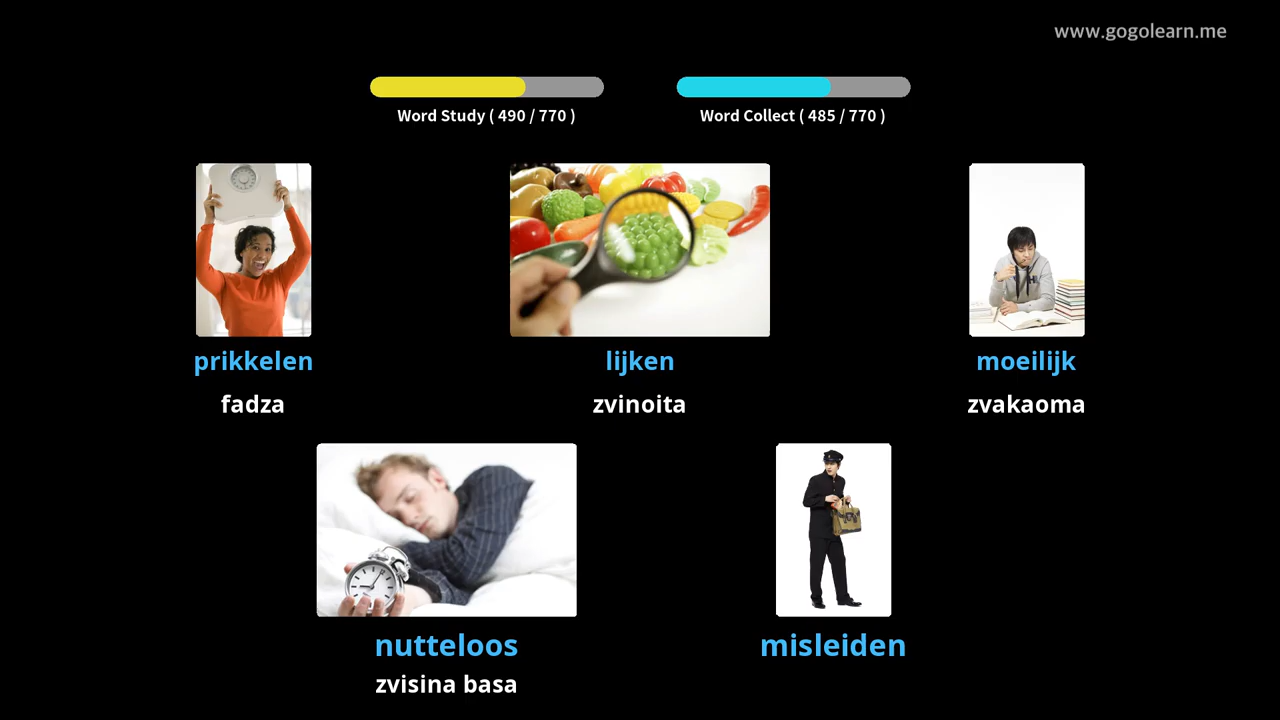 www.gogolearn.me
Word Study ( 490 / 770 )
Word Collect ( 485 / 770 )
prikkelen
fadza
lijken
zvinoita
moeilijk
zvakaoma
nutteloos
zvisina basa
misleiden